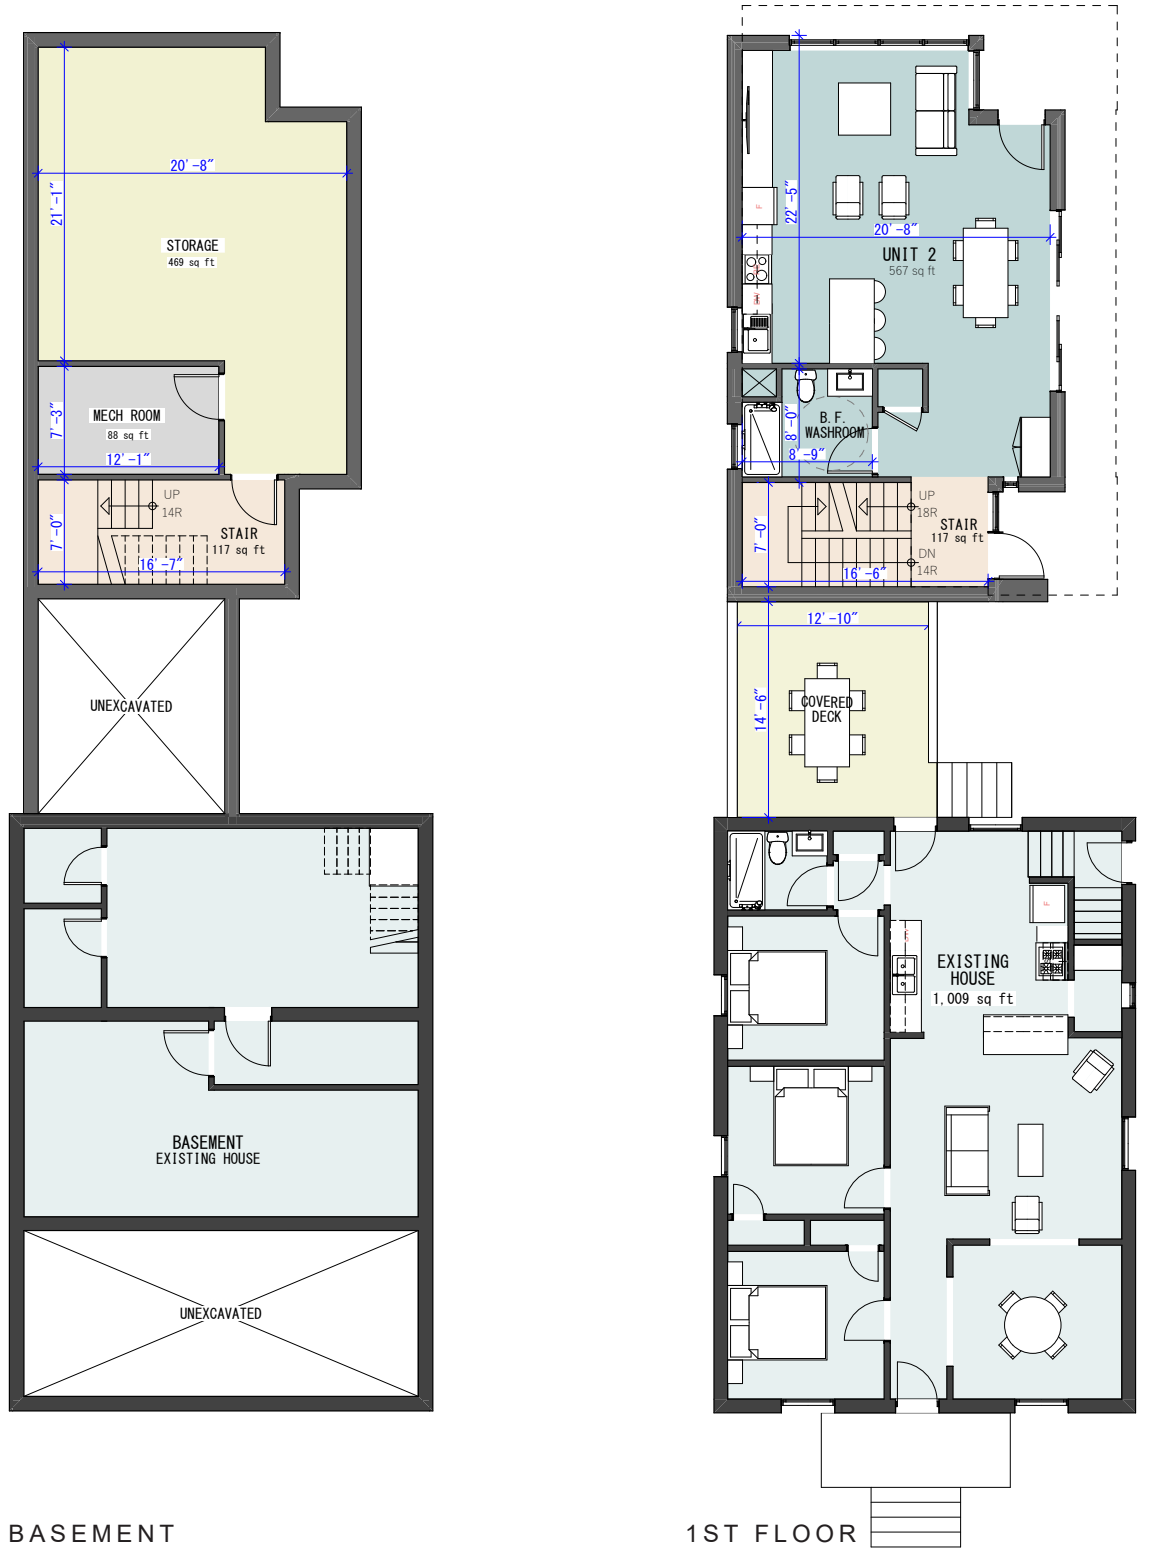 20'-8"
21'-1"
STORAGE
469 sq ft
MECH ROOM
88 sq ft
7'-3"
12'-1"
UP
14R
STAIR
117 sq ft
7'-0"
16'-7"
UNEXCAVATED
BASEMENT
EXISTING HOUSE
UNEXCAVATED
BASEMENT
22'-5"
F
20'-8"
UNIT 2
567 sq ft
DW
B.F.
WASHROOM
8'-0"
8'-9"
UP
18R
STAIR
117 sq ft
7'-0"
DN
14R
16'-6"
12'-10"
14'-6"
COVERED
DECK
F
EXISTING
HOUSE
1,009 sq ft
1ST FLOOR